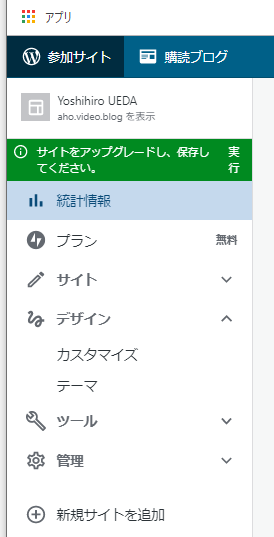 アプリ
参加サイト 購読ブログ
Yoshihiro UEDA
aho.video.blog を表示
サイトをアップグレードし、保存し 実
てください。 行
統計情報
プラン 無料
サイト
デザイン
カスタマイズ
テーマ
ツール
管理
新規サイトを追加